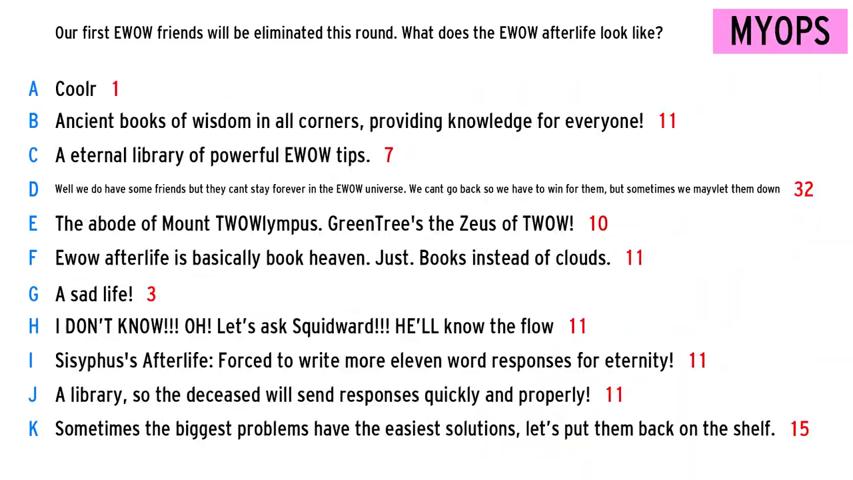 Our first EWOW friends will be eliminated this round. What does the EWOW afterlife look like?
MYOPS
A Coolr 1
B Ancient books of wisdom in all corners, providing knowledge for everyone! 11
C A eternal library of powerful EWOW tips. 7
D Well we do have some friends but they cant stay forever in the EWOW universe. We cant go back so we have to win for them, but sometimes we mayvlet them down 32
E The abode of Mount TWOWlympus. GreenTree's the Zeus of TWOW! 10
F Ewow afterlife is basically book heaven. Just. Books instead of clouds. 11
G A sad life! 3
H I DON'T KNOW!!! OH! Let's ask Squidward!!! HE'LL know the flow 11
I Sisyphus's Afterlife: Forced to write more eleven word responses for eternity! 11
J A library, so the deceased will send responses quickly and properly! 11
K Sometimes the biggest problems have the easiest solutions, let's put them back on the shelf. 15